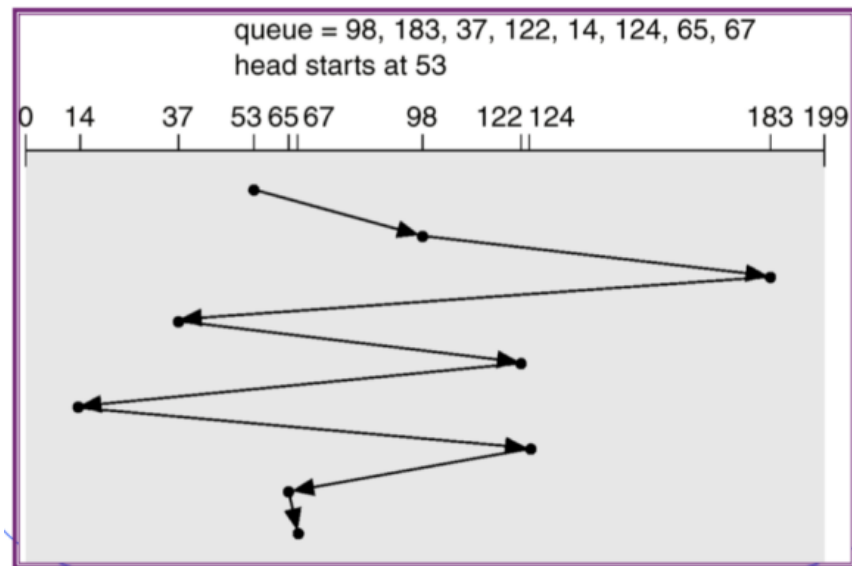 queue = 98, 183, 37, 122, 14, 124, 65, 67
head starts at 53
0 14 37 53 65 67 98 122 124 183 199